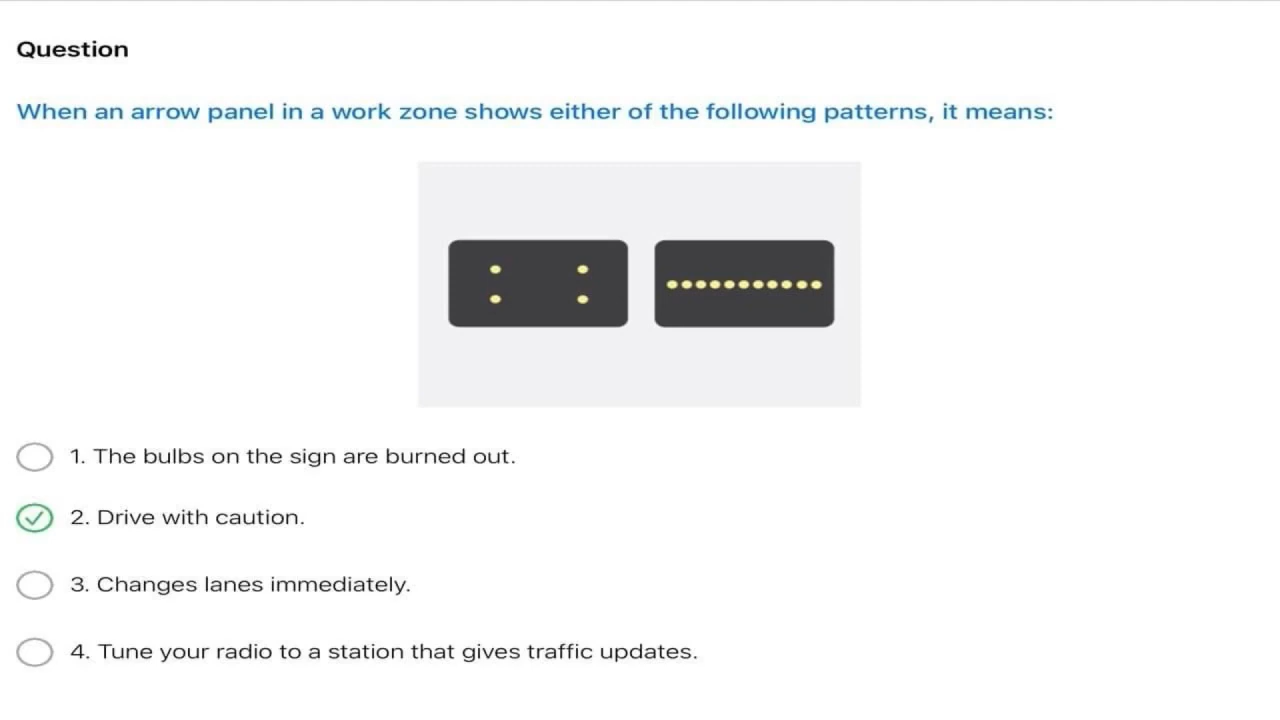 Question
When an arrow panel in a work zone shows either of the following patterns, it means:
1. The bulbs on the sign are burned out.
2. Drive with caution.
3. Changes lanes immediately.
4. Tune your radio to a station that gives traffic updates.